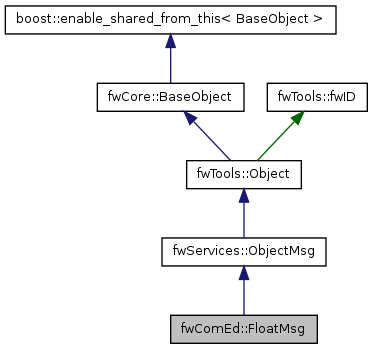 boost::enable_shared_from_this< BaseObject >
fwCore::BaseObject
fwTools::fwID
fwTools::Object
fwServices::ObjectMsg
fwComEd::FloatMsg